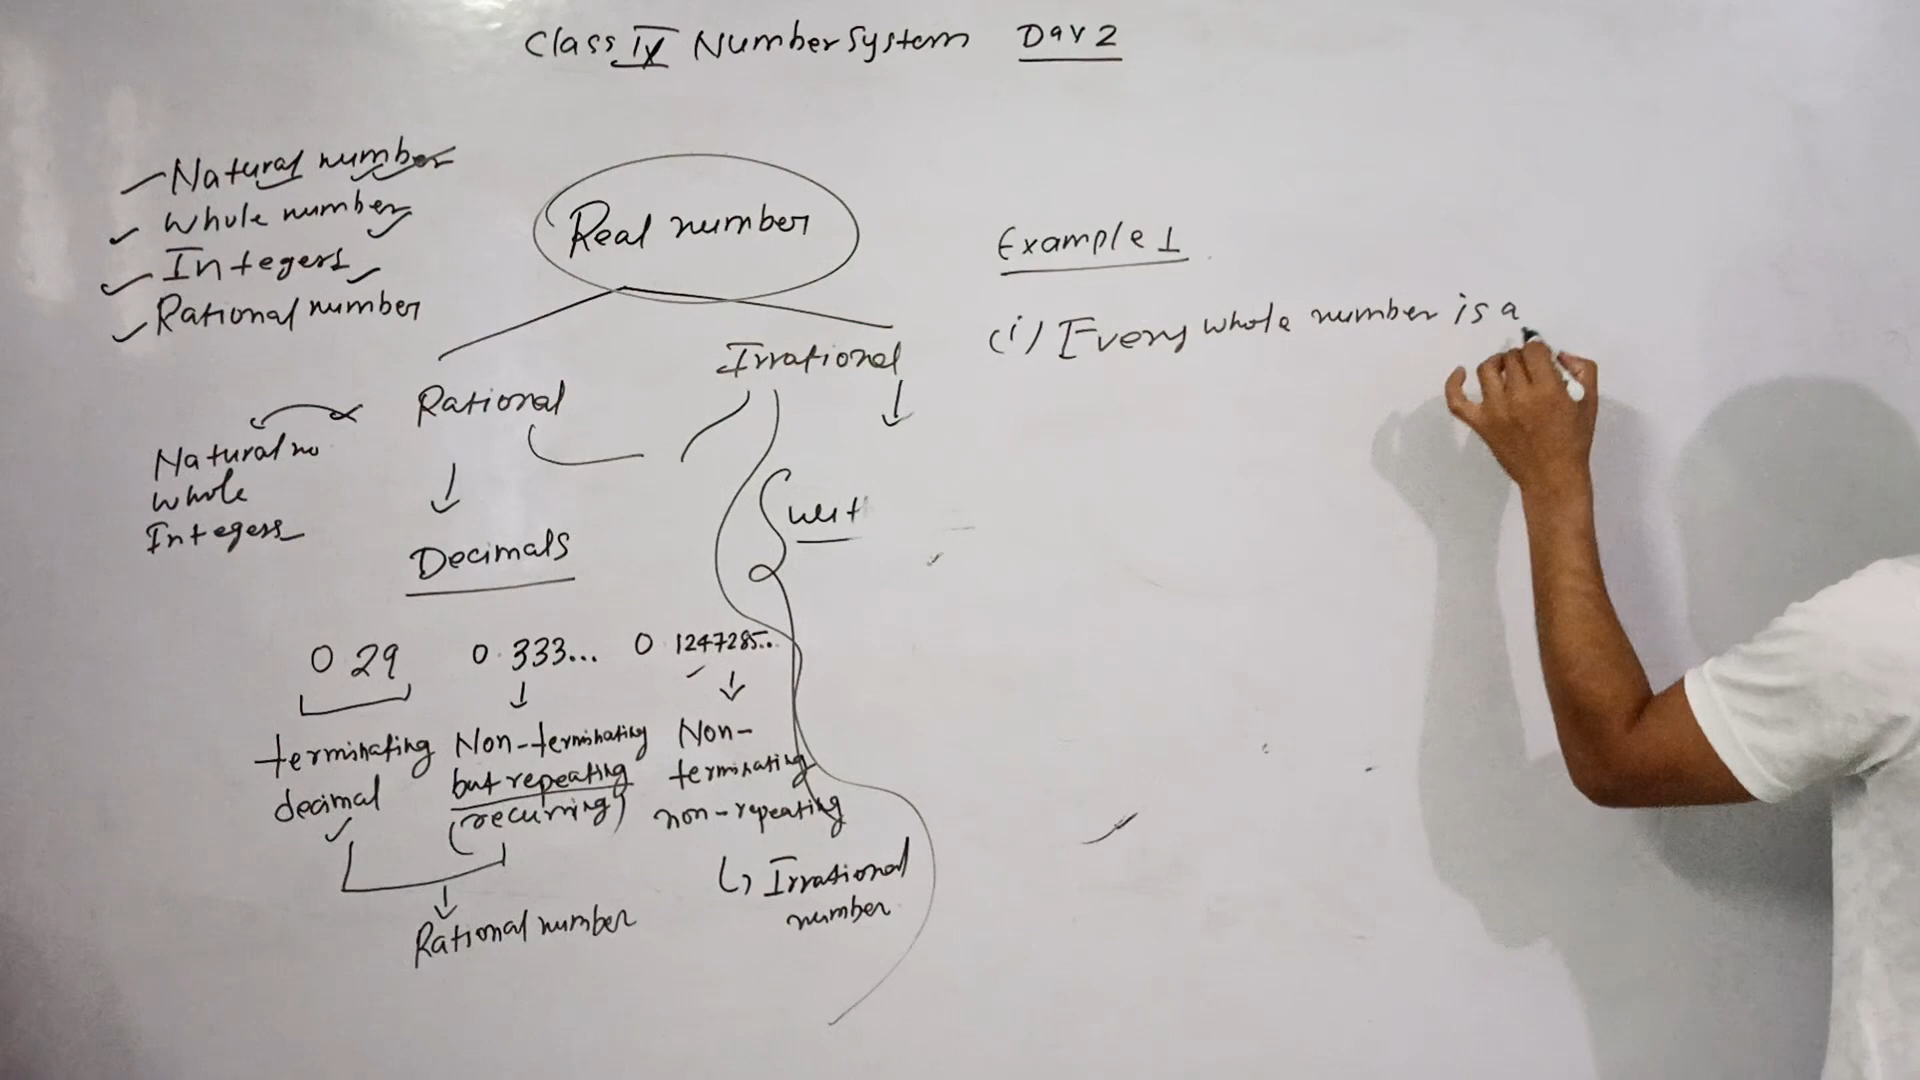 Class IX Number System Day 2
Natural number
Whole number
Integers
Rational number
Real number
Rational
Irrational
Natural no
Whole
Integers
Decimals
0.29
0.333...
0.1247285...
terminating
decimal
Non-terminating
but repeating
(recurring)
Non-
terminating
non-repeating
Rational number
Irrational
number
Example 1
(i) Every whole number is a